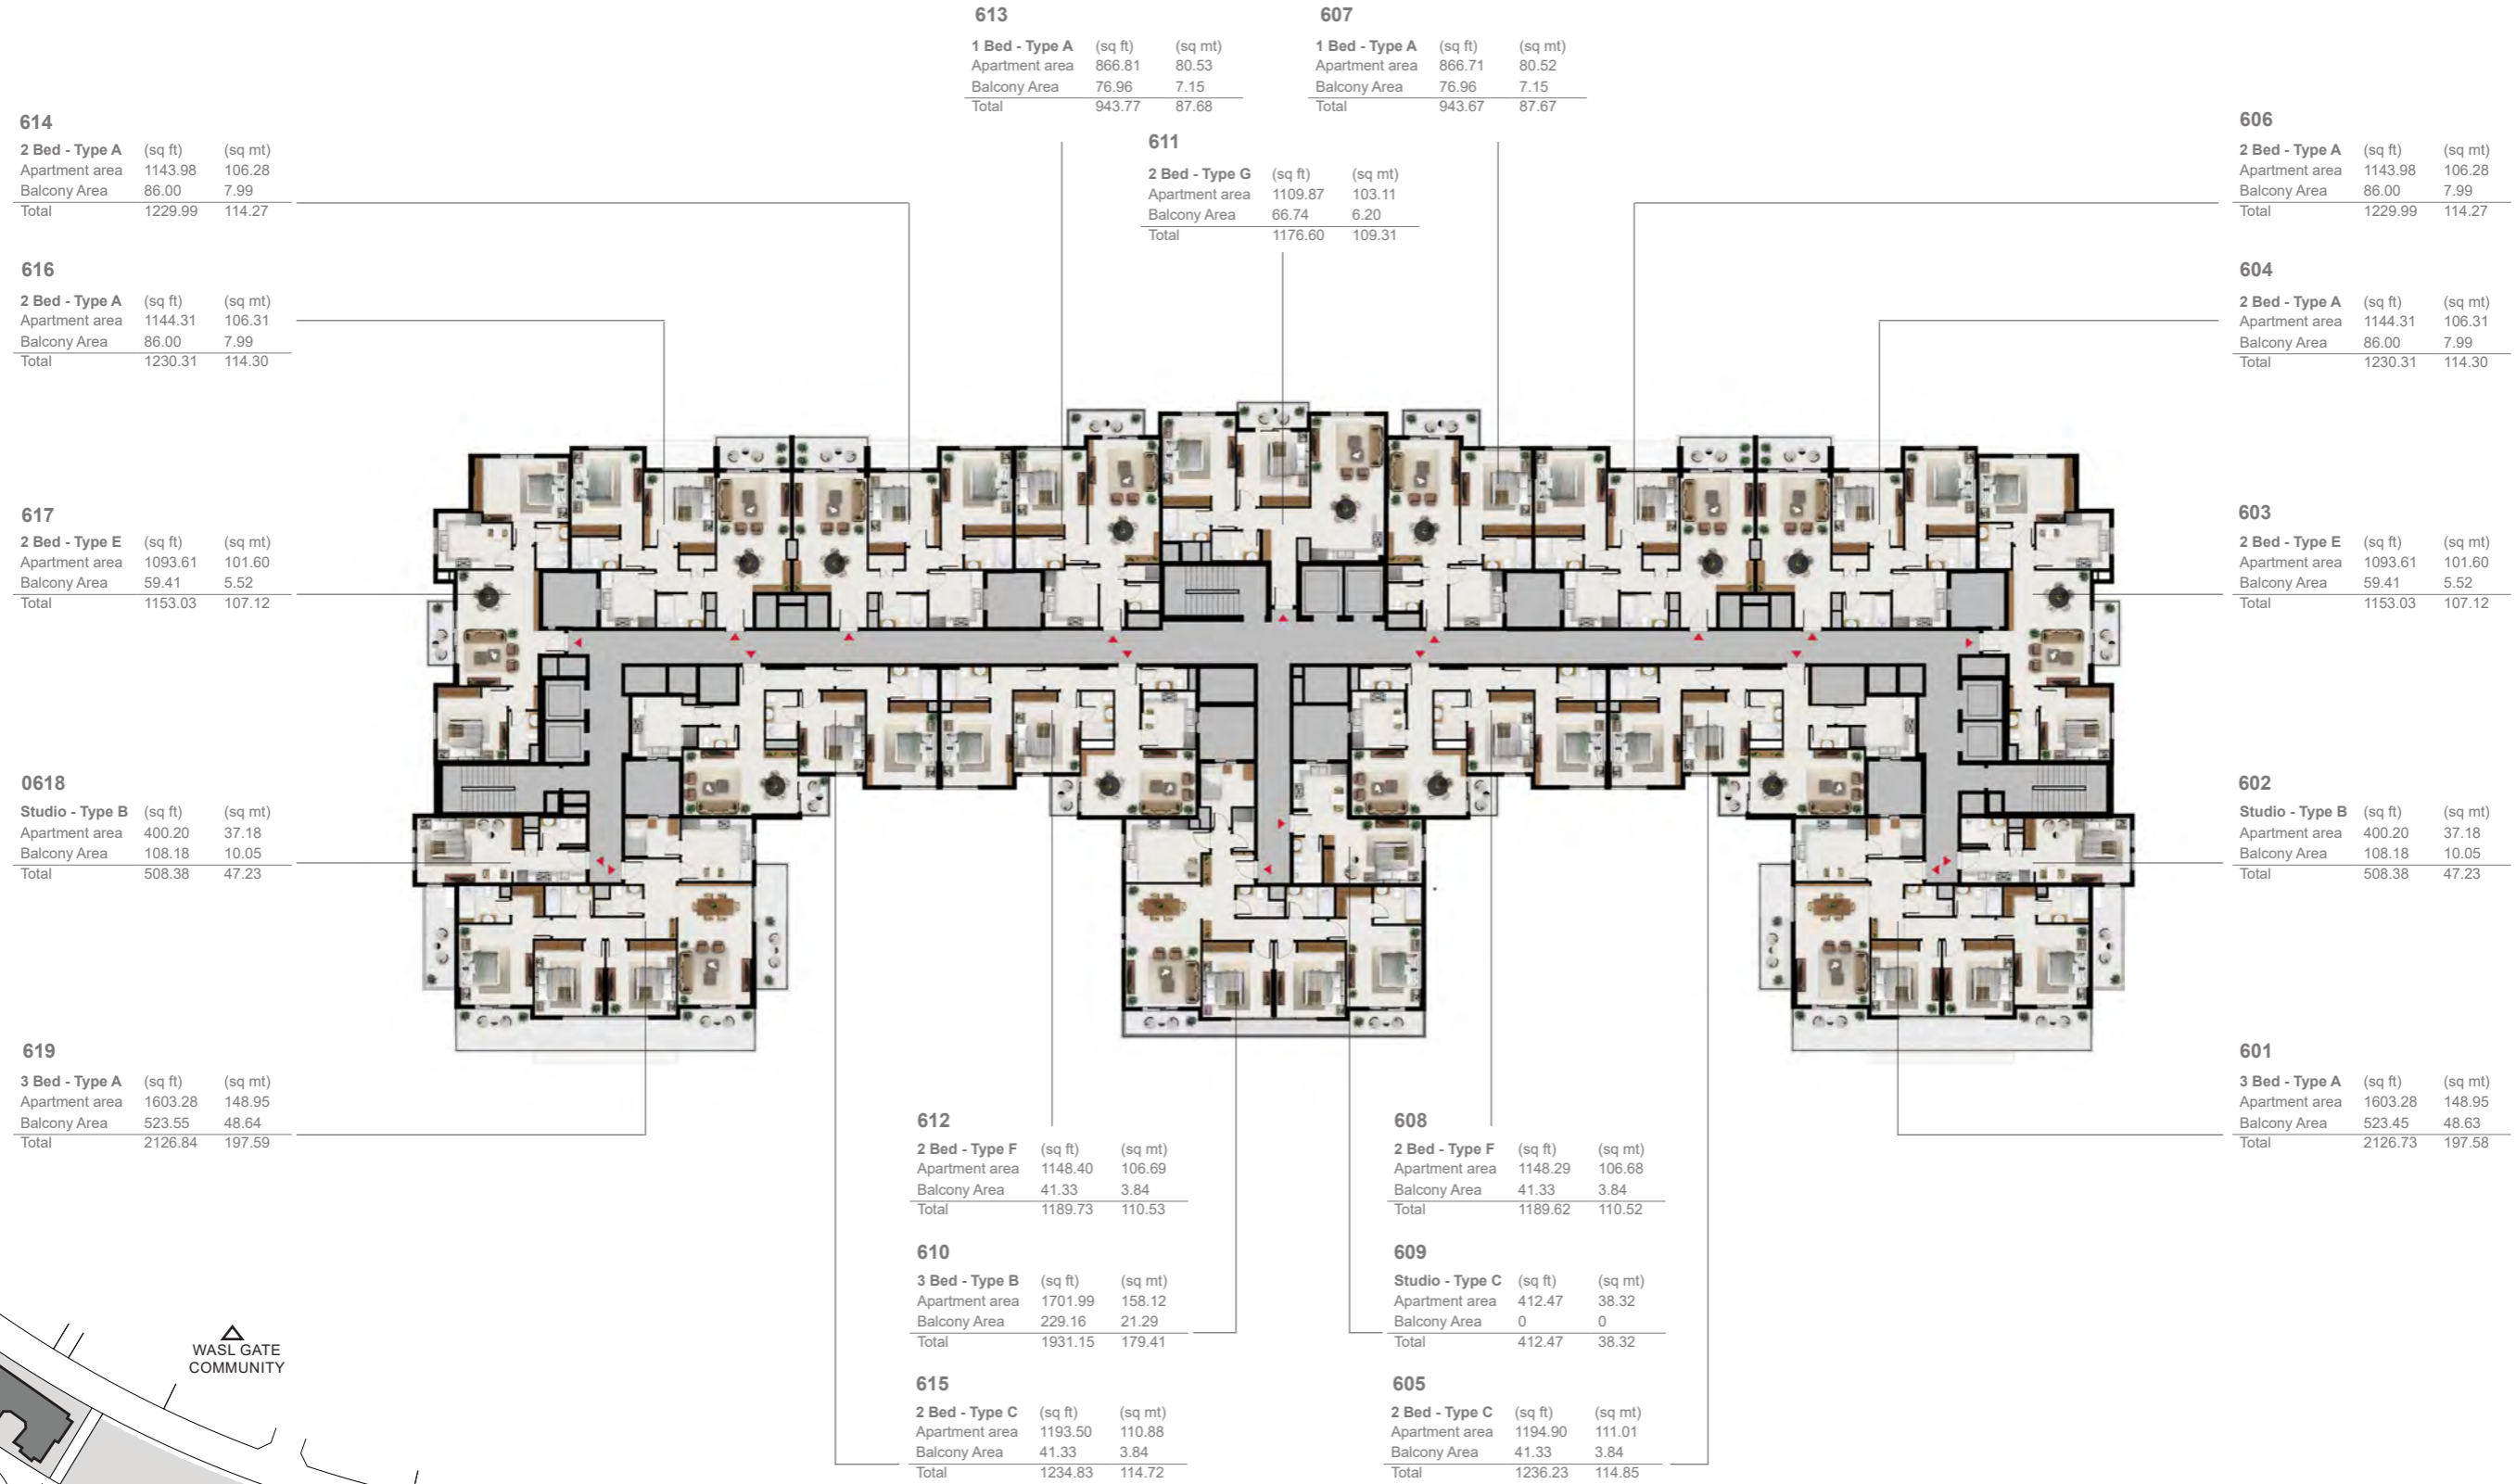 613
1 Bed - Type A (sq ft) (sq mt)
Apartment area 866.81 80.53
Balcony Area 76.96 7.15
Total 943.77 87.68
607
1 Bed - Type A (sq ft) (sq mt)
Apartment area 866.71 80.52
Balcony Area 76.96 7.15
Total 943.67 87.67
614
2 Bed - Type A (sq ft) (sq mt)
Apartment area 1143.98 106.28
Balcony Area 86.00 7.99
Total 1229.99 114.27
611
2 Bed - Type G (sq ft) (sq mt)
Apartment area 1109.87 103.11
Balcony Area 66.74 6.20
Total 1176.60 109.31
606
2 Bed - Type A (sq ft) (sq mt)
Apartment area 1143.98 106.28
Balcony Area 86.00 7.99
Total 1229.99 114.27
616
2 Bed - Type A (sq ft) (sq mt)
Apartment area 1144.31 106.31
Balcony Area 86.00 7.99
Total 1230.31 114.30
604
2 Bed - Type A (sq ft) (sq mt)
Apartment area 1144.31 106.31
Balcony Area 86.00 7.99
Total 1230.31 114.30
617
2 Bed - Type E (sq ft) (sq mt)
Apartment area 1093.61 101.60
Balcony Area 59.41 5.52
Total 1153.03 107.12
603
2 Bed - Type E (sq ft) (sq mt)
Apartment area 1093.61 101.60
Balcony Area 59.41 5.52
Total 1153.03 107.12
0618
Studio - Type B (sq ft) (sq mt)
Apartment area 400.20 37.18
Balcony Area 108.18 10.05
Total 508.38 47.23
602
Studio - Type B (sq ft) (sq mt)
Apartment area 400.20 37.18
Balcony Area 108.18 10.05
Total 508.38 47.23
619
3 Bed - Type A (sq ft) (sq mt)
Apartment area 1603.28 148.95
Balcony Area 523.55 48.64
Total 2126.84 197.59
601
3 Bed - Type A (sq ft) (sq mt)
Apartment area 1603.28 148.95
Balcony Area 523.45 48.63
Total 2126.73 197.58
612
2 Bed - Type F (sq ft) (sq mt)
Apartment area 1148.40 106.69
Balcony Area 41.33 3.84
Total 1189.73 110.53
608
2 Bed - Type F (sq ft) (sq mt)
Apartment area 1148.29 106.68
Balcony Area 41.33 3.84
Total 1189.62 110.52
610
3 Bed - Type B (sq ft) (sq mt)
Apartment area 1701.99 158.12
Balcony Area 229.16 21.29
Total 1931.15 179.41
609
Studio - Type C (sq ft) (sq mt)
Apartment area 412.47 38.32
Balcony Area 0 0
Total 412.47 38.32
615
2 Bed - Type C (sq ft) (sq mt)
Apartment area 1193.50 110.88
Balcony Area 41.33 3.84
Total 1234.83 114.72
605
2 Bed - Type C (sq ft) (sq mt)
Apartment area 1194.90 111.01
Balcony Area 41.33 3.84
Total 1236.23 114.85
WASL GATE
COMMUNITY